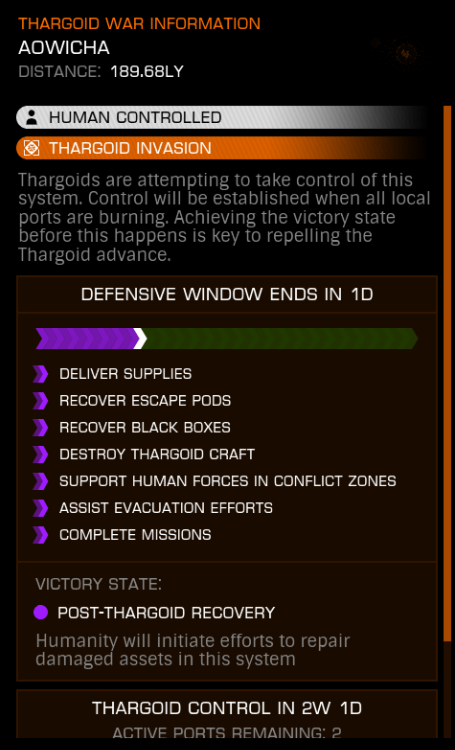 THARGOID WAR INFORMATION
AOWICHA
DISTANCE: 189.68LY
HUMAN CONTROLLED
THARGOID INVASION
Thargoids are attempting to take control of this
system. Control will be established when all local
ports are burning. Achieving the victory state
before this happens is key to repelling the
Thargoid advance.
DEFENSIVE WINDOW ENDS IN 1D
DELIVER SUPPLIES
RECOVER ESCAPE PODS
RECOVER BLACK BOXES
DESTROY THARGOID CRAFT
SUPPORT HUMAN FORCES IN CONFLICT ZONES
ASSIST EVACUATION EFFORTS
COMPLETE MISSIONS
VICTORY STATE:
POST-THARGOID RECOVERY
Humanity will initiate efforts to repair
damaged assets in this system
THARGOID CONTROL IN 2W 1D
ACTIVE PORTS REMAINING: 2